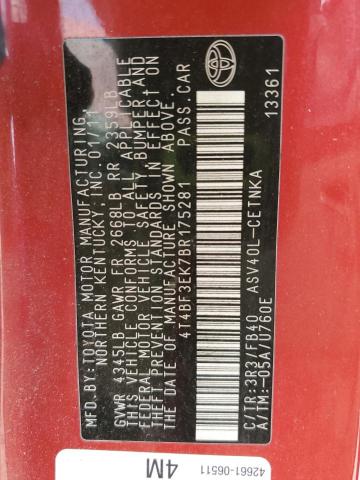 MFD.BY:TOYOTA MOTOR MANUFACTURING,
NORTHERN KENTUCKY, INC. 01/11
GVWR 4345LB GAWR FR 2668LB RR 2359LB
THIS VEHICLE CONFORMS TO ALL APPLICABLE
FEDERAL MOTOR VEHICLE SAFETY, BUMPER, AND
THEFT PREVENTION STANDARDS IN EFFECT ON
THE DATE OF MANUFACTURE SHOWN ABOVE.
4T4BF3EK7BR175281 PASS.CAR
C/TR:3R3/FB40 ASV40L-CETNKA
A/TM:-05A/U760E 13361
42661-06511
4M